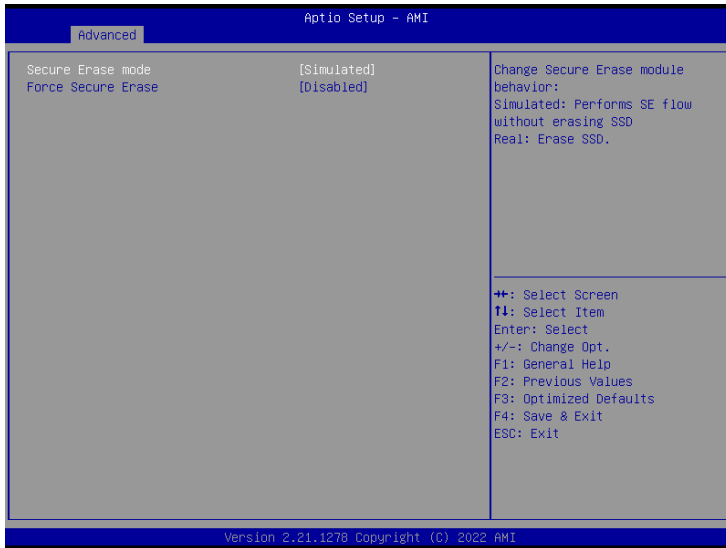 Aptio Setup – AMI
Advanced
Secure Erase mode [Simulated]
Force Secure Erase [Disabled]
Change Secure Erase module
behavior:
Simulated: Performs SE flow
without erasing SSD
Real: Erase SSD.
→←: Select Screen
↑↓: Select Item
Enter: Select
+/-: Change Opt.
F1: General Help
F2: Previous Values
F3: Optimized Defaults
F4: Save & Exit
ESC: Exit
Version 2.21.1278 Copyright (C) 2022 AMI